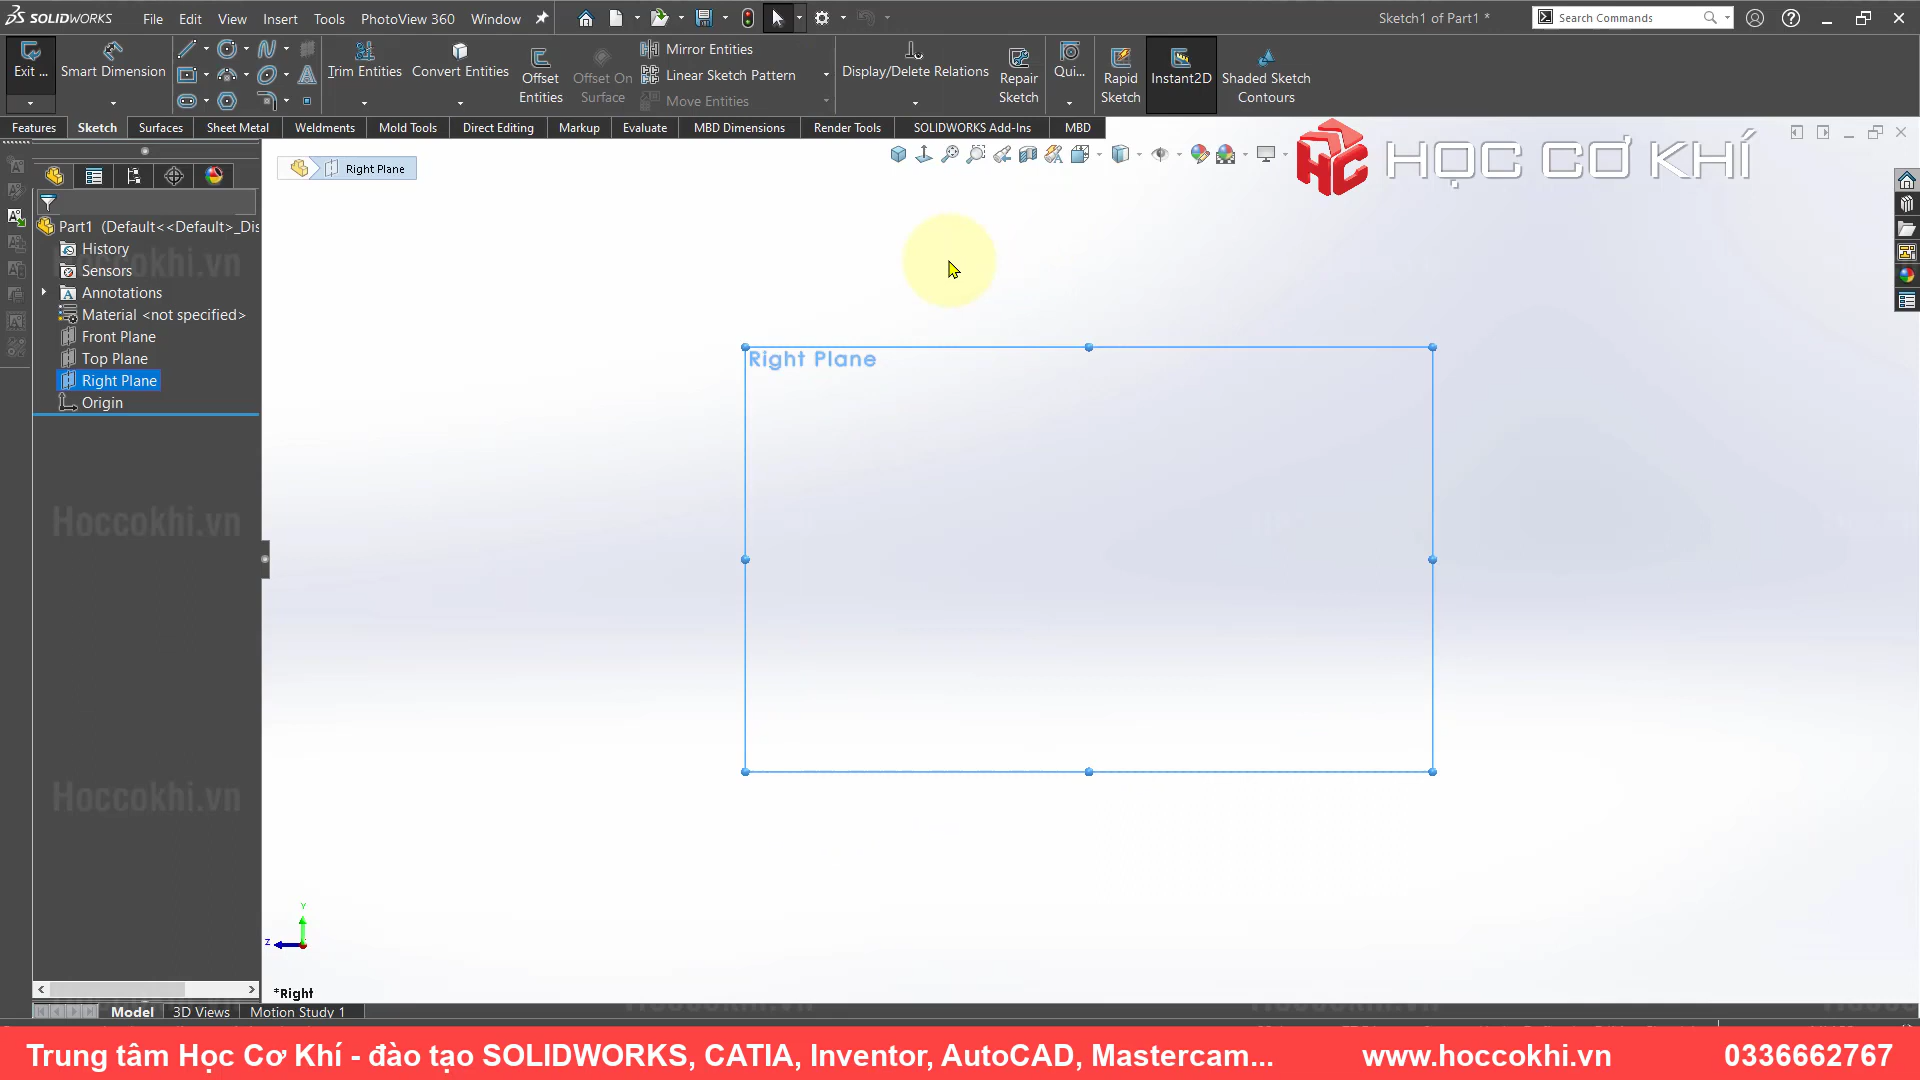 SOLIDWORKS File Edit View Insert Tools PhotoView 360 Window Sketch1 of Part1 * Search Commands
Exit ... Smart Dimension Trim Entities Convert Entities Offset Entities Offset On Surface Mirror Entities Linear Sketch Pattern Move Entities Display/Delete Relations Repair Sketch Qui... Rapid Sketch Instant2D Shaded Sketch Contours
Features Sketch Surfaces Sheet Metal Weldments Mold Tools Direct Editing Markup Evaluate MBD Dimensions Render Tools SOLIDWORKS Add-Ins MBD
HC HỌC CƠ KHÍ
Right Plane
Part1 (Default<<Default>_Dis
History
Sensors
Annotations
Material <not specified>
Front Plane
Top Plane
Right Plane
Origin
Right Plane
Hoccokhi.vn
Hoccokhi.vn
Hoccokhi.vn
Y
Z
*Right
Model 3D Views Motion Study 1
Trung tâm Học Cơ Khí - đào tạo SOLIDWORKS, CATIA, Inventor, AutoCAD, Mastercam... www.hoccokhi.vn 0336662767